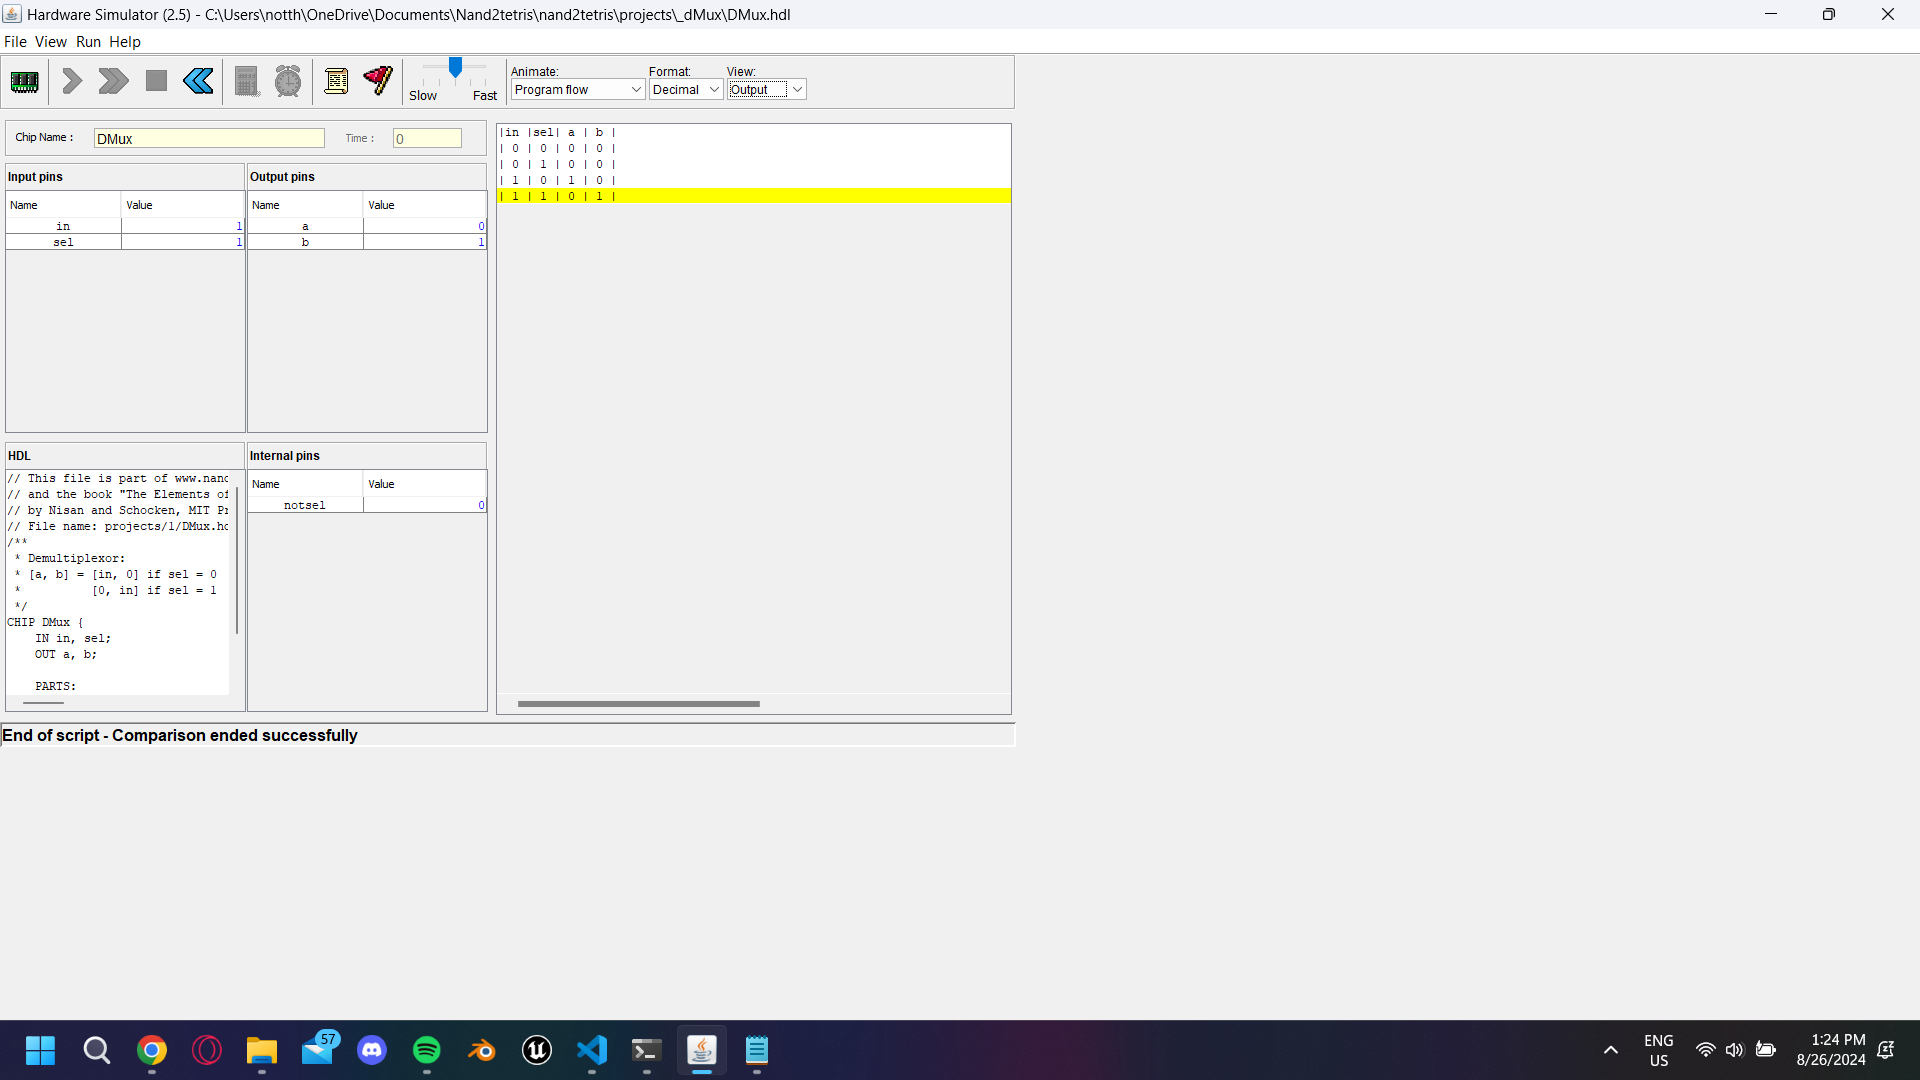 Hardware Simulator (2.5) - C:\Users\notth\OneDrive\Documents\Nand2tetris\nand2tetris\projects\_dMux\DMux.hdl
File View Run Help
Slow Fast
Animate: Format: View:
Program flow Decimal Output
Chip Name : DMux Time : 0
Input pins Output pins
Name Value Name Value
in 1 a 0
sel 1 b 1
|in |sel| a | b |
| 0 | 0 | 0 | 0 |
| 0 | 1 | 0 | 0 |
| 1 | 0 | 1 | 0 |
| 1 | 1 | 0 | 1 |
HDL Internal pins
Name Value
notsel 0
// This file is part of www.nand
// and the book "The Elements of
// by Nisan and Schocken, MIT Pr
// File name: projects/1/DMux.hd
/**
* Demultiplexor:
* [a, b] = [in, 0] if sel = 0
* [0, in] if sel = 1
*/
CHIP DMux {
IN in, sel;
OUT a, b;
PARTS:
End of script - Comparison ended successfully
57
ENG
US
1:24 PM
8/26/2024